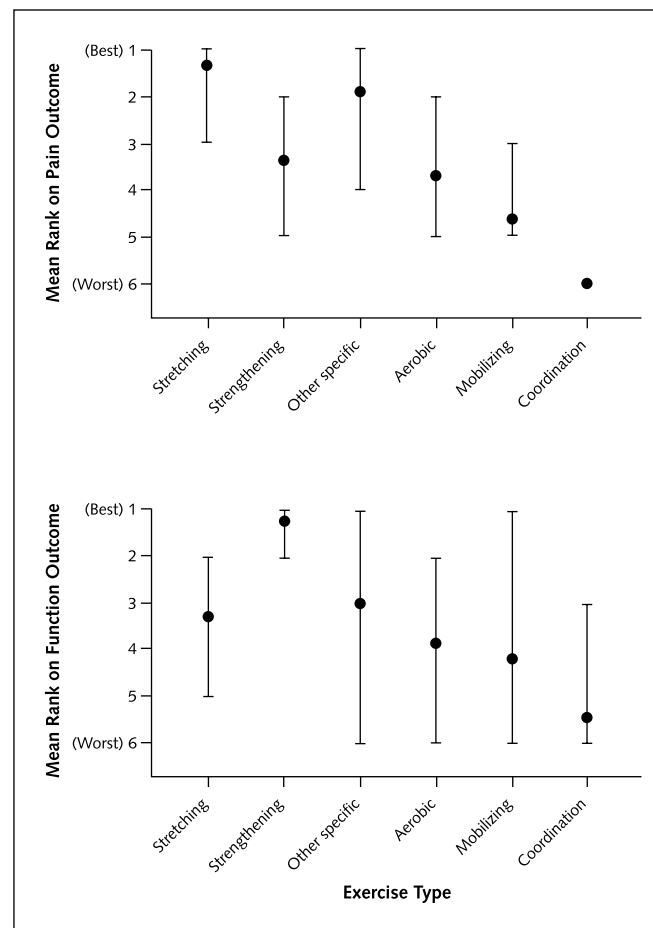 Mean Rank on Pain Outcome
(Best) 1
2
3
4
5
(Worst) 6
Stretching
Strengthening
Other specific
Aerobic
Mobilizing
Coordination
Mean Rank on Function Outcome
(Best) 1
2
3
4
5
(Worst) 6
Stretching
Strengthening
Other specific
Aerobic
Mobilizing
Coordination
Exercise Type